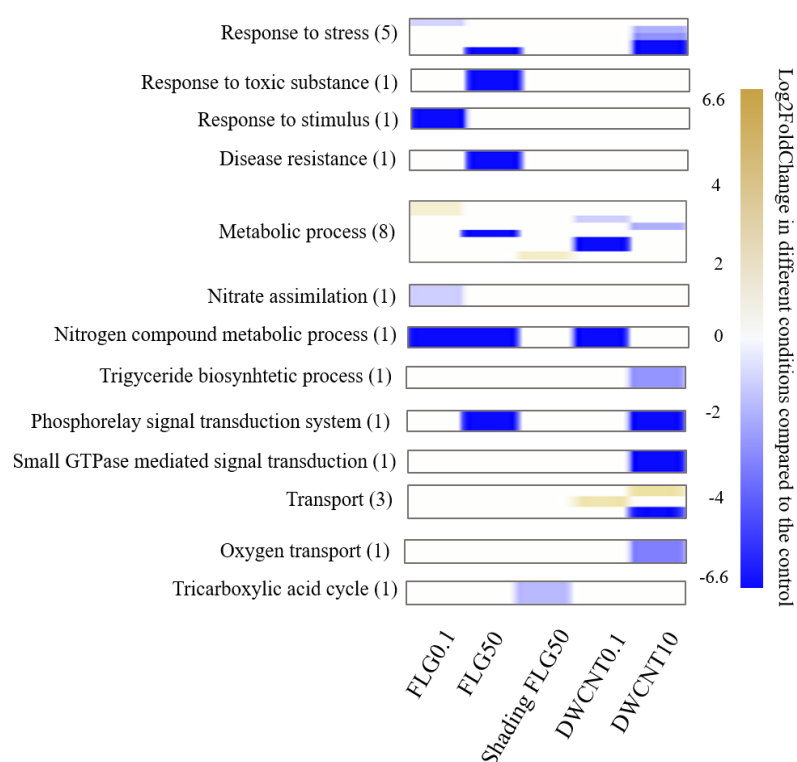 Response to stress (5)
Response to toxic substance (1)
Response to stimulus (1)
Disease resistance (1)
Metabolic process (8)
Nitrate assimilation (1)
Nitrogen compound metabolic process (1)
Trigyceride biosynhtetic process (1)
Phosphorelay signal transduction system (1)
Small GTPase mediated signal transduction (1)
Transport (3)
Oxygen transport (1)
Tricarboxylic acid cycle (1)
FLG0.1
FLG50
Shading FLG50
DWCNT0.1
DWCNT10
6.6
4
2
0
-2
-4
-6.6
Log2FoldChange in different conditions compared to the control